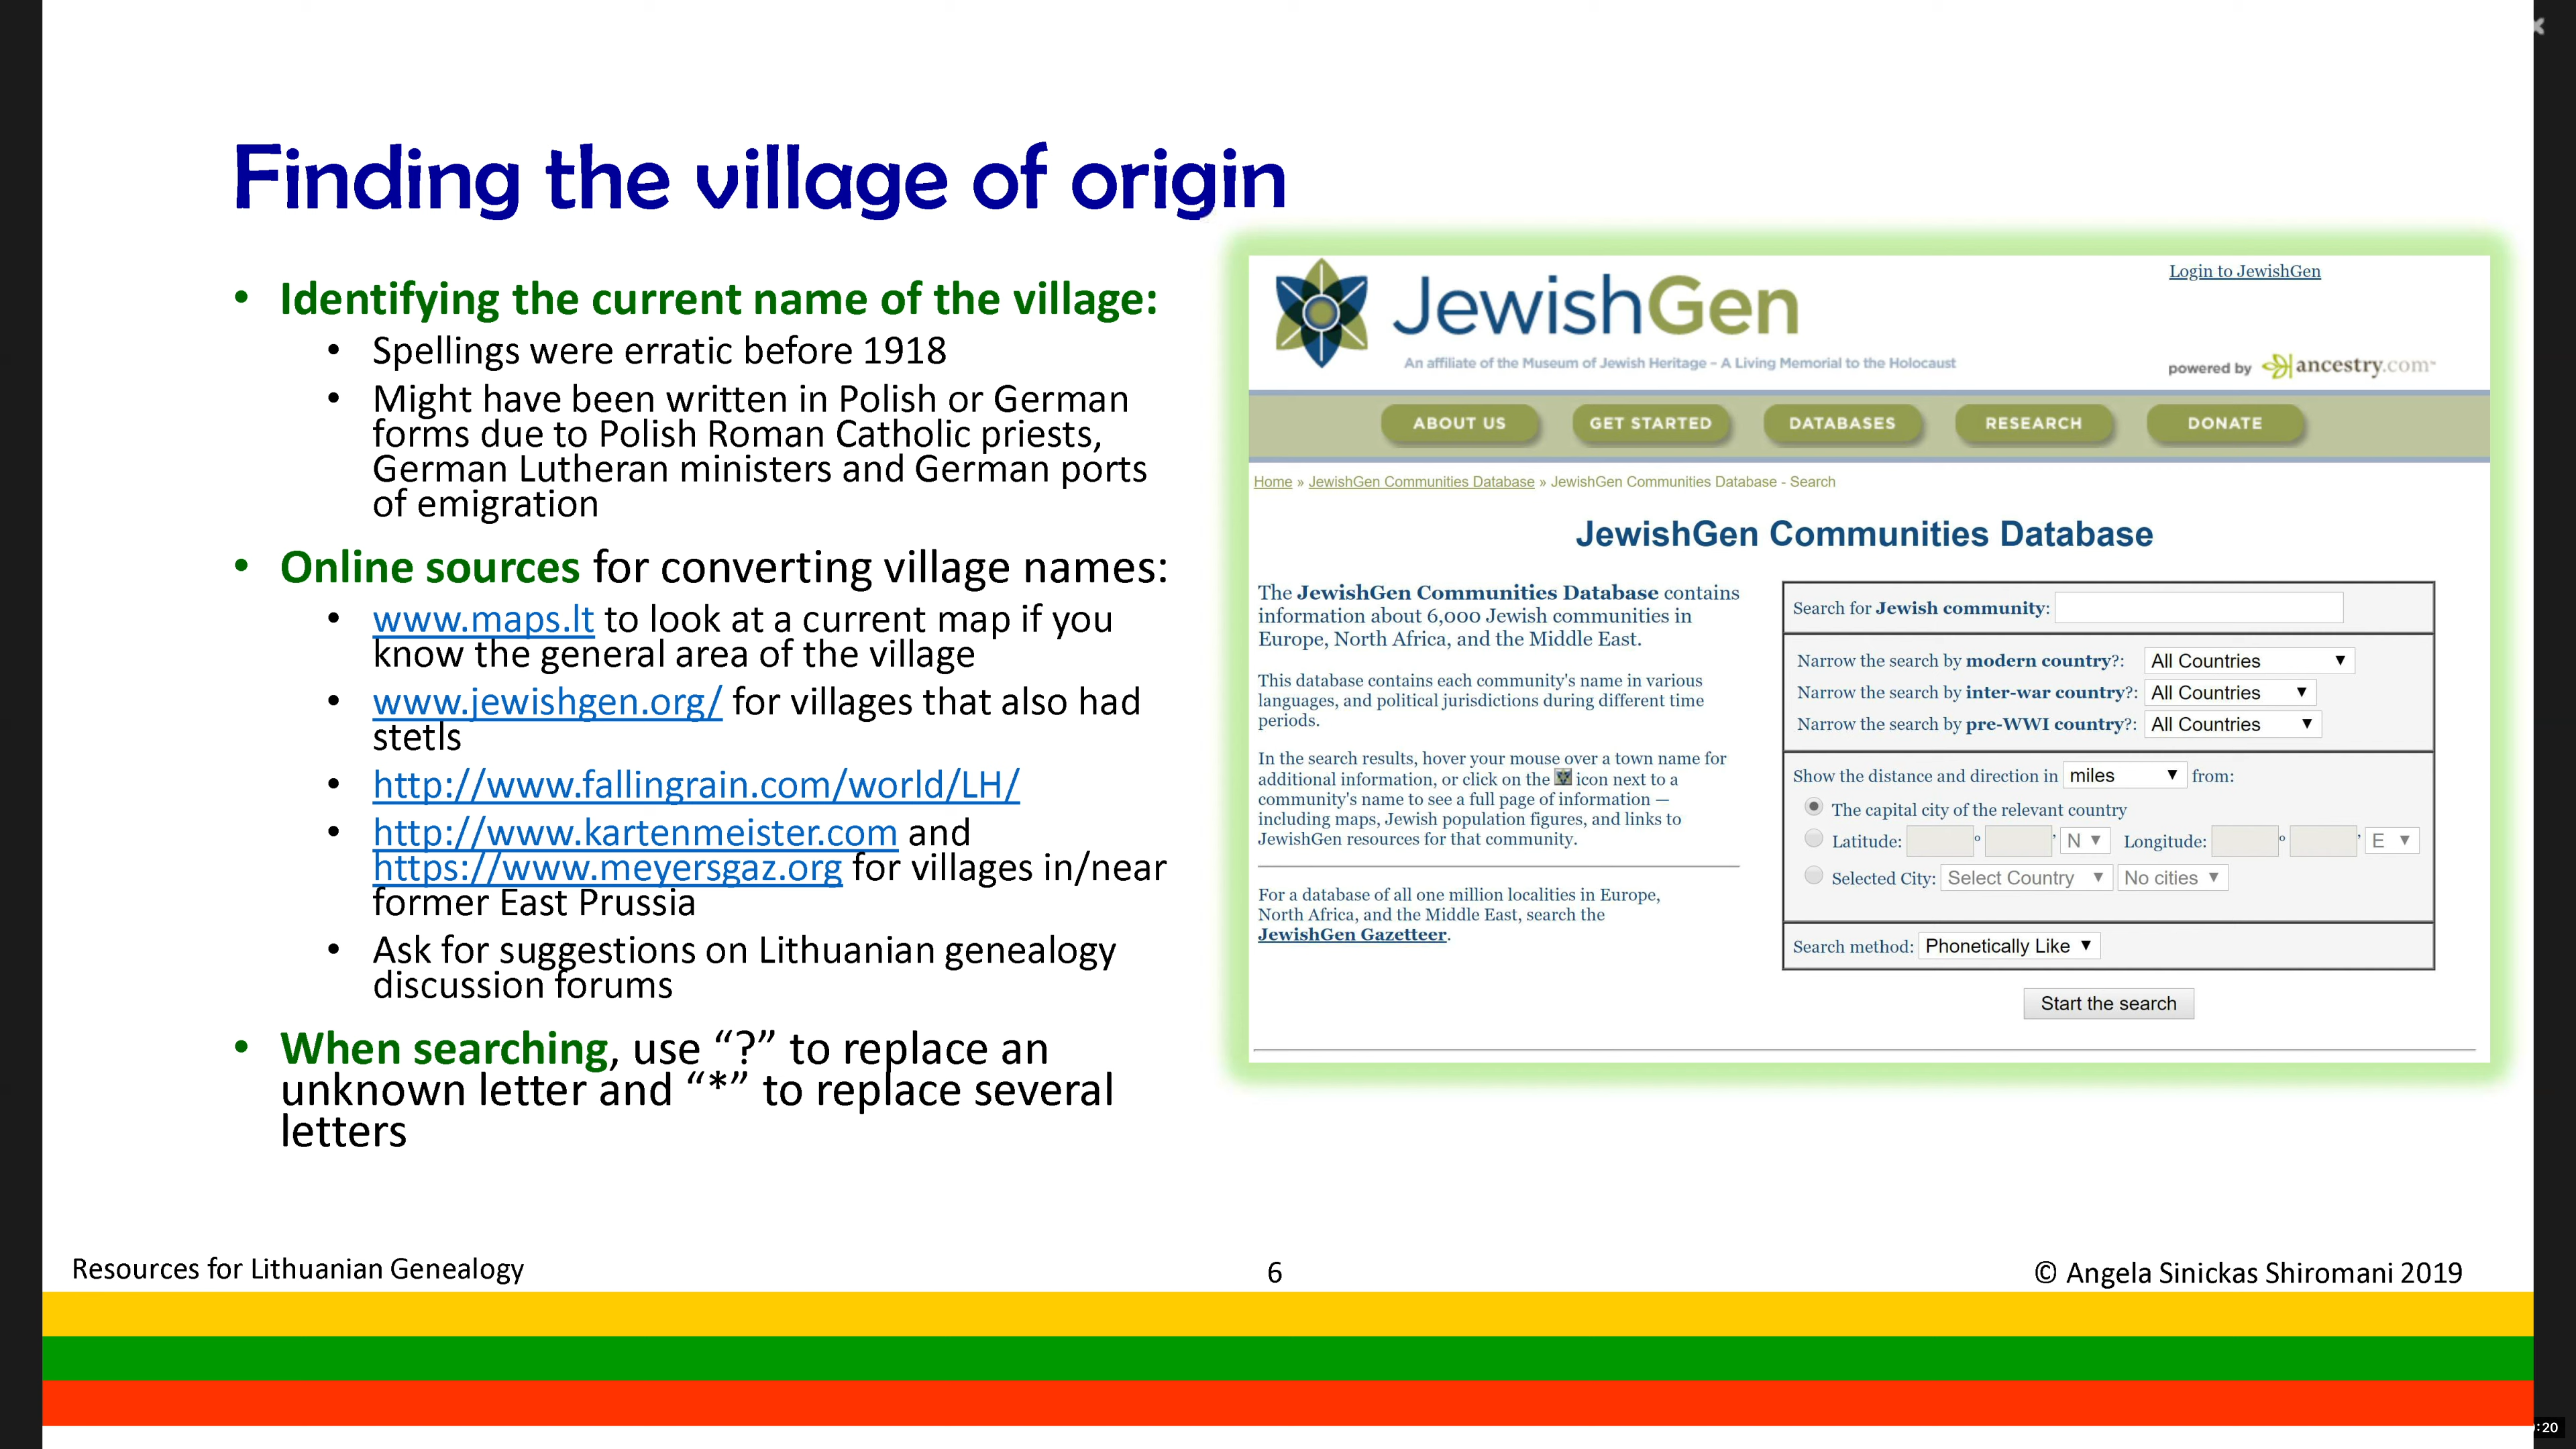 Finding the village of origin
• Identifying the current name of the village:
• Spellings were erratic before 1918
• Might have been written in Polish or German
forms due to Polish Roman Catholic priests,
German Lutheran ministers and German ports
of emigration
• Online sources for converting village names:
• www.maps.lt to look at a current map if you
know the general area of the village
• www.jewishgen.org/ for villages that also had
stetls
• http://www.fallingrain.com/world/LH/
• http://www.kartenmeister.com and
https://www.meyersgaz.org for villages in/near
former East Prussia
• Ask for suggestions on Lithuanian genealogy
discussion forums
• When searching, use “?” to replace an
unknown letter and “*” to replace several
letters
Login to JewishGen
JewishGen
An affiliate of the Museum of Jewish Heritage – A Living Memorial to the Holocaust
powered by ancestry.com™
ABOUT US GET STARTED DATABASES RESEARCH DONATE
Home » JewishGen Communities Database » JewishGen Communities Database - Search
JewishGen Communities Database
The JewishGen Communities Database contains
information about 6,000 Jewish communities in
Europe, North Africa, and the Middle East.
This database contains each community's name in various
languages, and political jurisdictions during different time
periods.
In the search results, hover your mouse over a town name for
additional information, or click on the icon next to a
community's name to see a full page of information —
including maps, Jewish population figures, and links to
JewishGen resources for that community.
For a database of all one million localities in Europe,
North Africa, and the Middle East, search the
JewishGen Gazetteer.
Search for Jewish community:
Narrow the search by modern country?: All Countries ▼
Narrow the search by inter-war country?: All Countries ▼
Narrow the search by pre-WWI country?: All Countries ▼
Show the distance and direction in miles ▼ from:
The capital city of the relevant country
Latitude: ° ' N ▼ Longitude: ° ' E ▼
Selected City: Select Country ▼ No cities ▼
Search method: Phonetically Like ▼
Start the search
Resources for Lithuanian Genealogy
6
© Angela Sinickas Shiromani 2019
:20